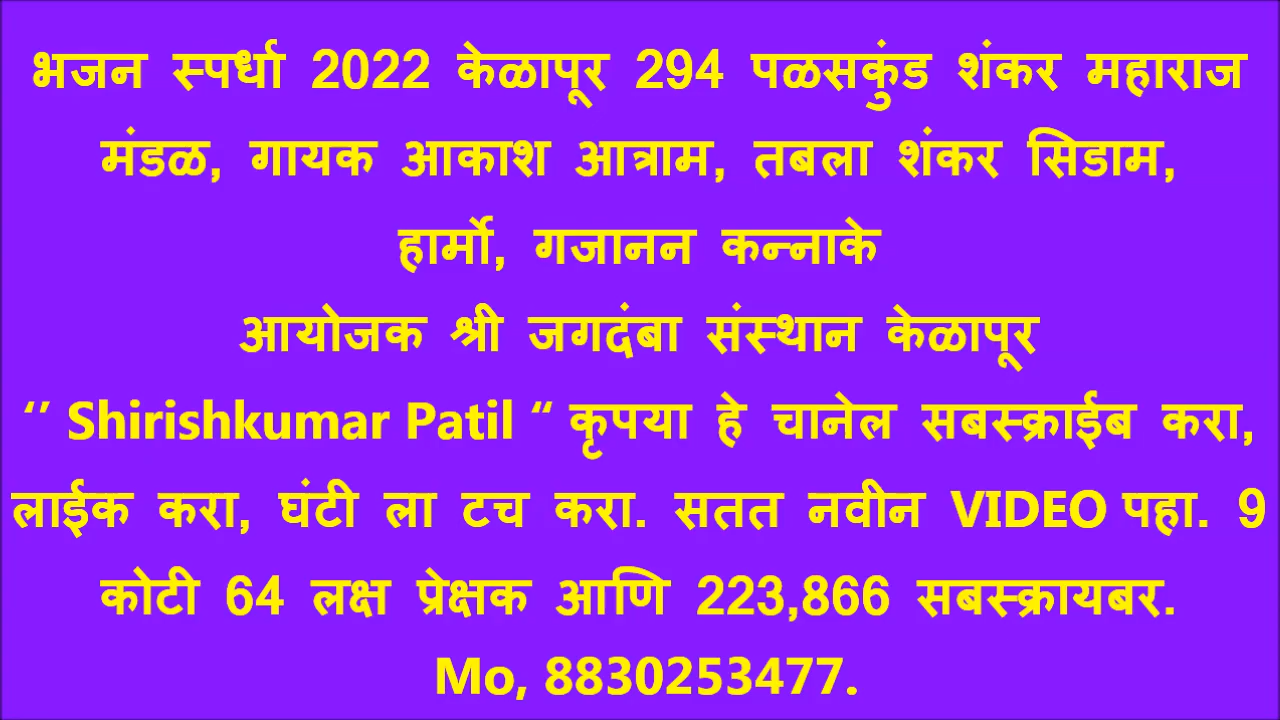 भजन स्पर्धा 2022 केळापूर 294 पळसकुंड शंकर महाराज
मंडळ, गायक आकाश आत्राम, तबला शंकर सिडाम,
हार्मो, गजानन कन्नाके
आयोजक श्री जगदंबा संस्थान केळापूर
‘’ Shirishkumar Patil “ कृपया हे चानेल सबस्क्राईब करा,
लाईक करा, घंटी ला टच करा. सतत नवीन VIDEO पहा. 9
कोटी 64 लक्ष प्रेक्षक आणि 223,866 सबस्क्रायबर.
Mo, 8830253477.